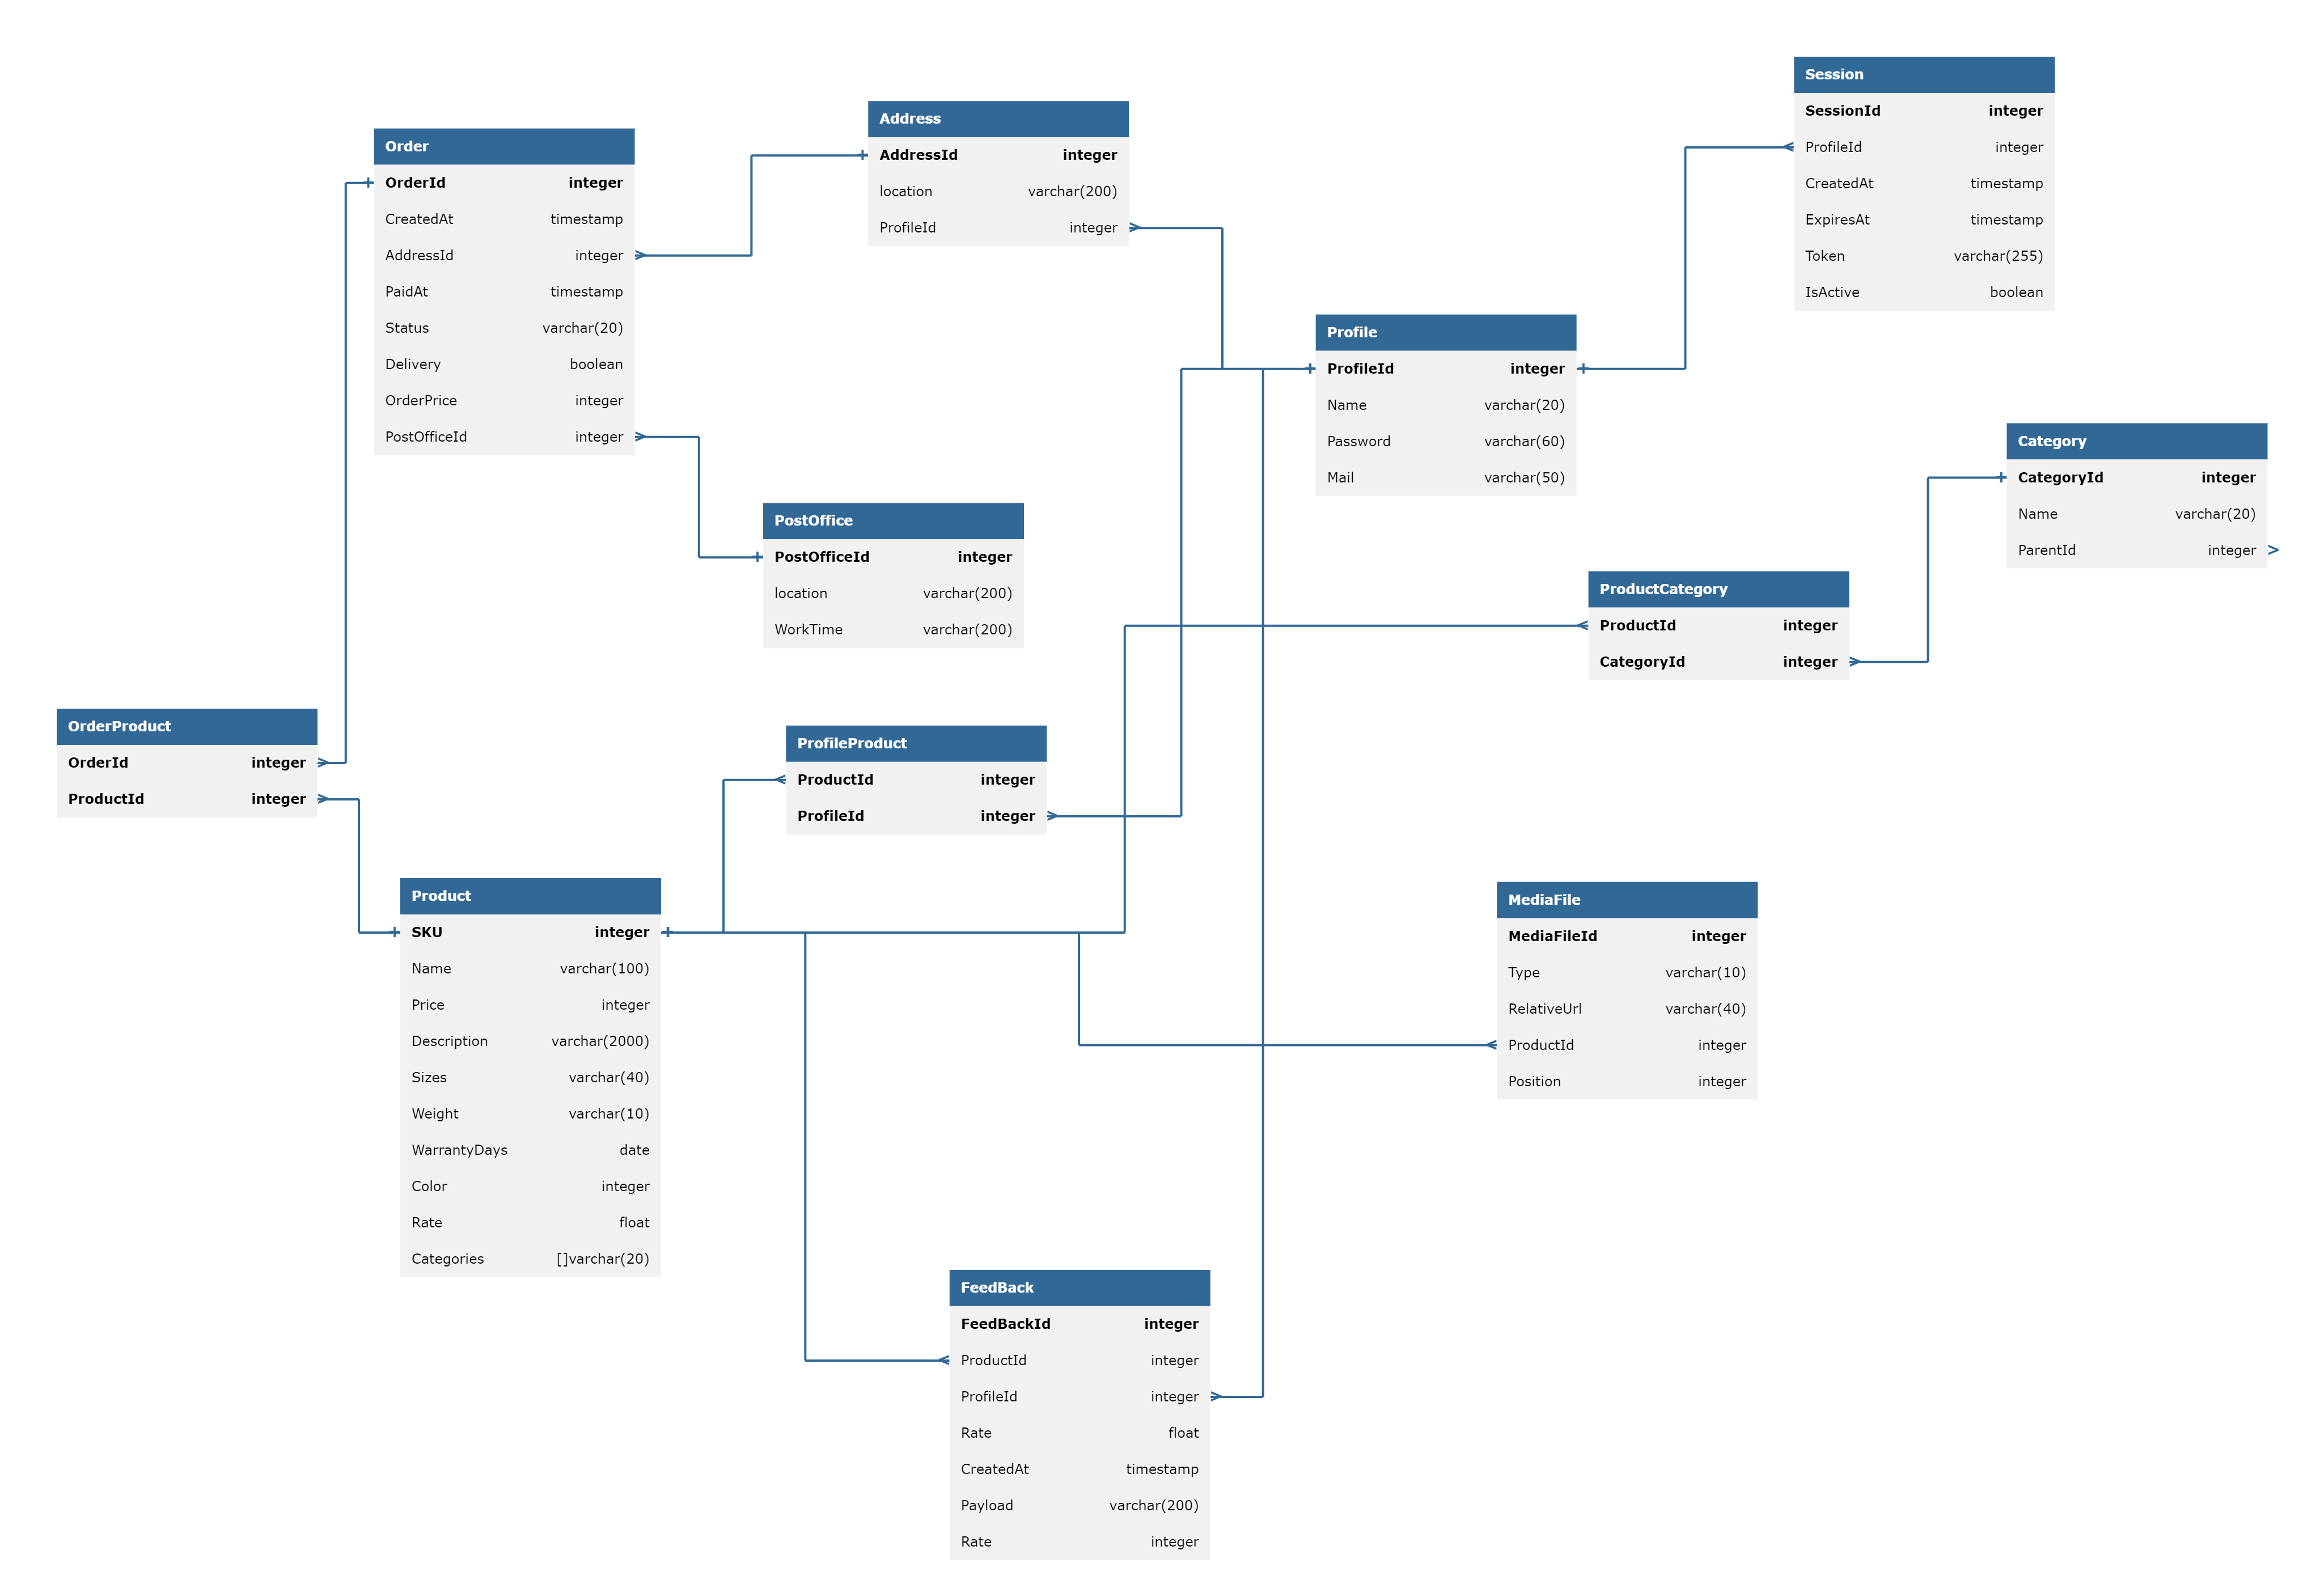 Session
SessionId integer
ProfileId integer
CreatedAt timestamp
ExpiresAt timestamp
Token varchar(255)
IsActive boolean
Address
AddressId integer
location varchar(200)
ProfileId integer
Order
OrderId integer
CreatedAt timestamp
AddressId integer
PaidAt timestamp
Status varchar(20)
Delivery boolean
OrderPrice integer
PostOfficeId integer
Profile
ProfileId integer
Name varchar(20)
Password varchar(60)
Mail varchar(50)
Category
CategoryId integer
Name varchar(20)
ParentId integer
PostOffice
PostOfficeId integer
location varchar(200)
WorkTime varchar(200)
ProductCategory
ProductId integer
CategoryId integer
OrderProduct
OrderId integer
ProductId integer
ProfileProduct
ProductId integer
ProfileId integer
Product
SKU integer
Name varchar(100)
Price integer
Description varchar(2000)
Sizes varchar(40)
Weight varchar(10)
WarrantyDays date
Color integer
Rate float
Categories []varchar(20)
MediaFile
MediaFileId integer
Type varchar(10)
RelativeUrl varchar(40)
ProductId integer
Position integer
FeedBack
FeedBackId integer
ProductId integer
ProfileId integer
Rate float
CreatedAt timestamp
Payload varchar(200)
Rate integer